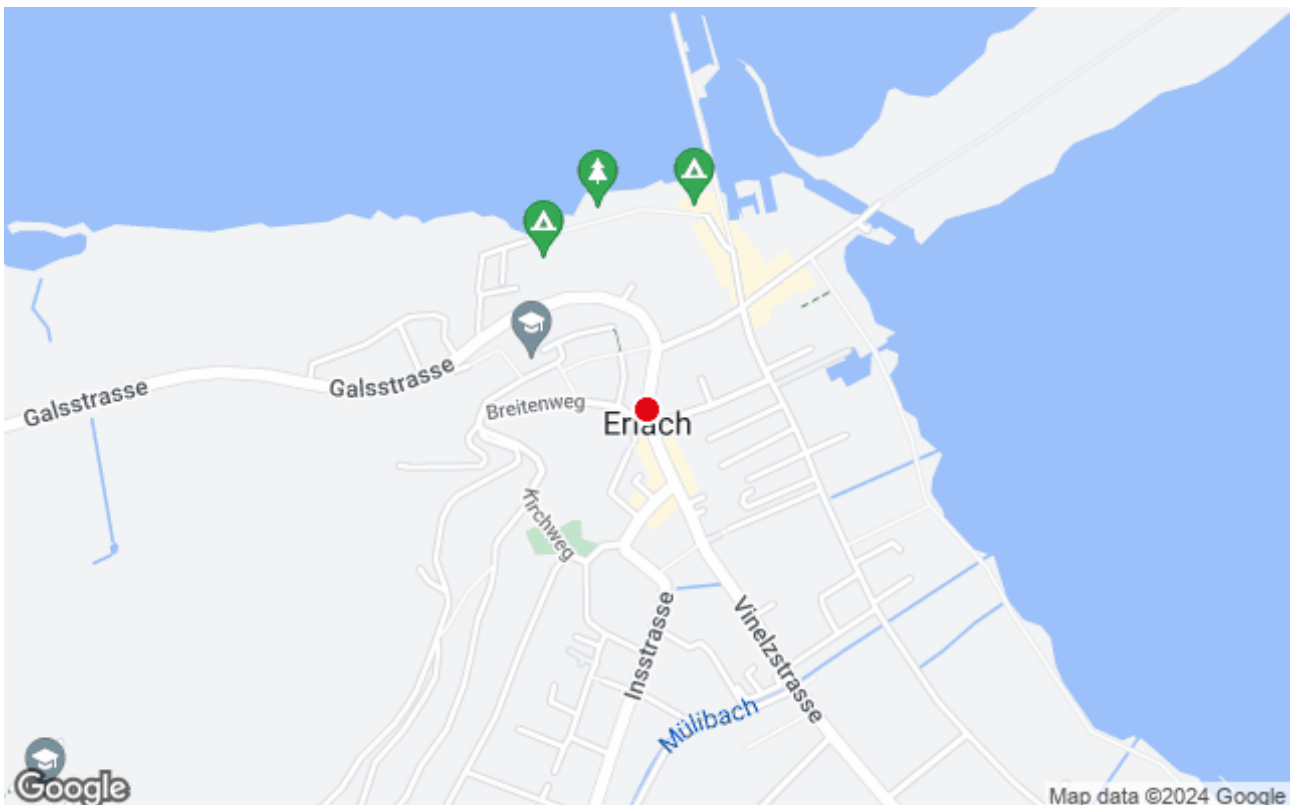 Galsstrasse
Galsstrasse
Breitenweg
Erlach
Kirchweg
Insstrasse
Vinelzstrasse
Mülibach
Google
Map data ©2024 Google